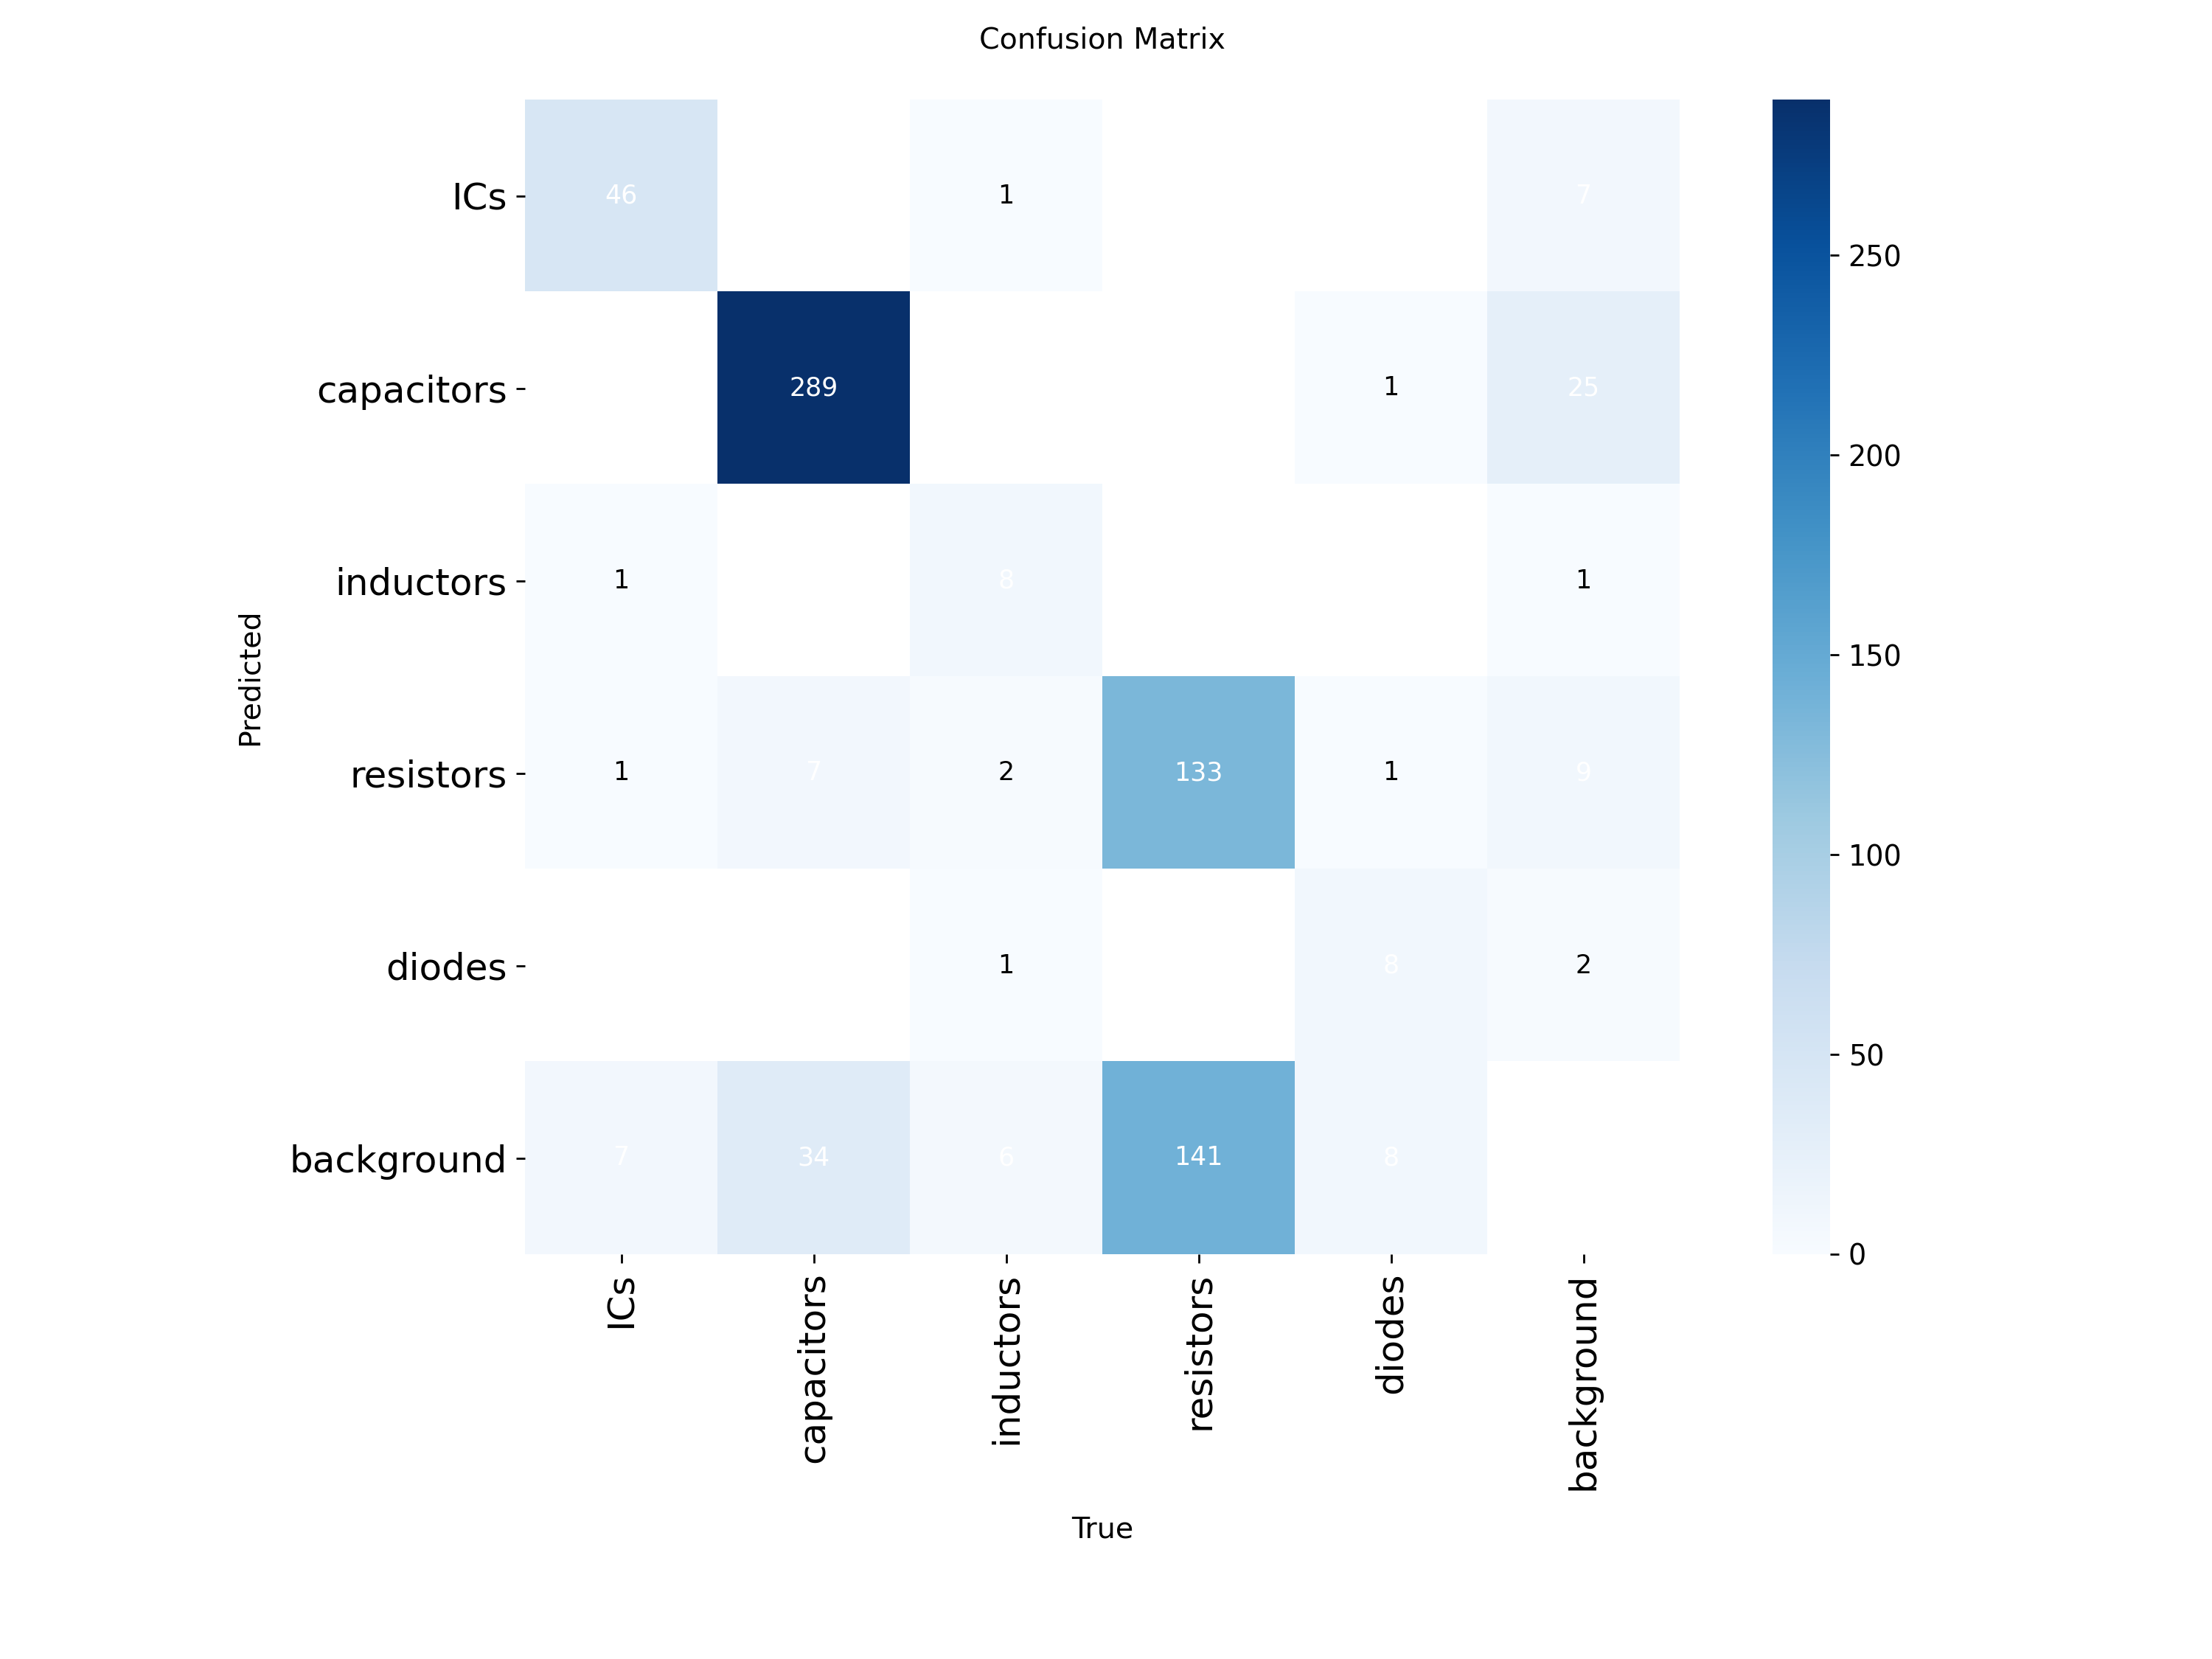 Confusion Matrix
ICs 46 1 7
capacitors 289 1 25
inductors 1 8 1
resistors 1 7 2 133 1 9
diodes 1 8 2
background 7 34 6 141 8
Predicted
ICs capacitors inductors resistors diodes background
True
250
200
150
100
50
0